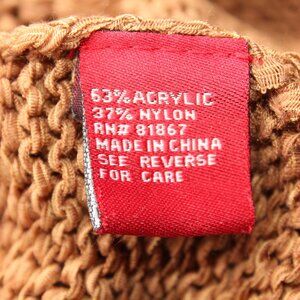 63% ACRYLIC
37% NYLON
RN# 81867
MADE IN CHINA
SEE REVERSE
FOR CARE